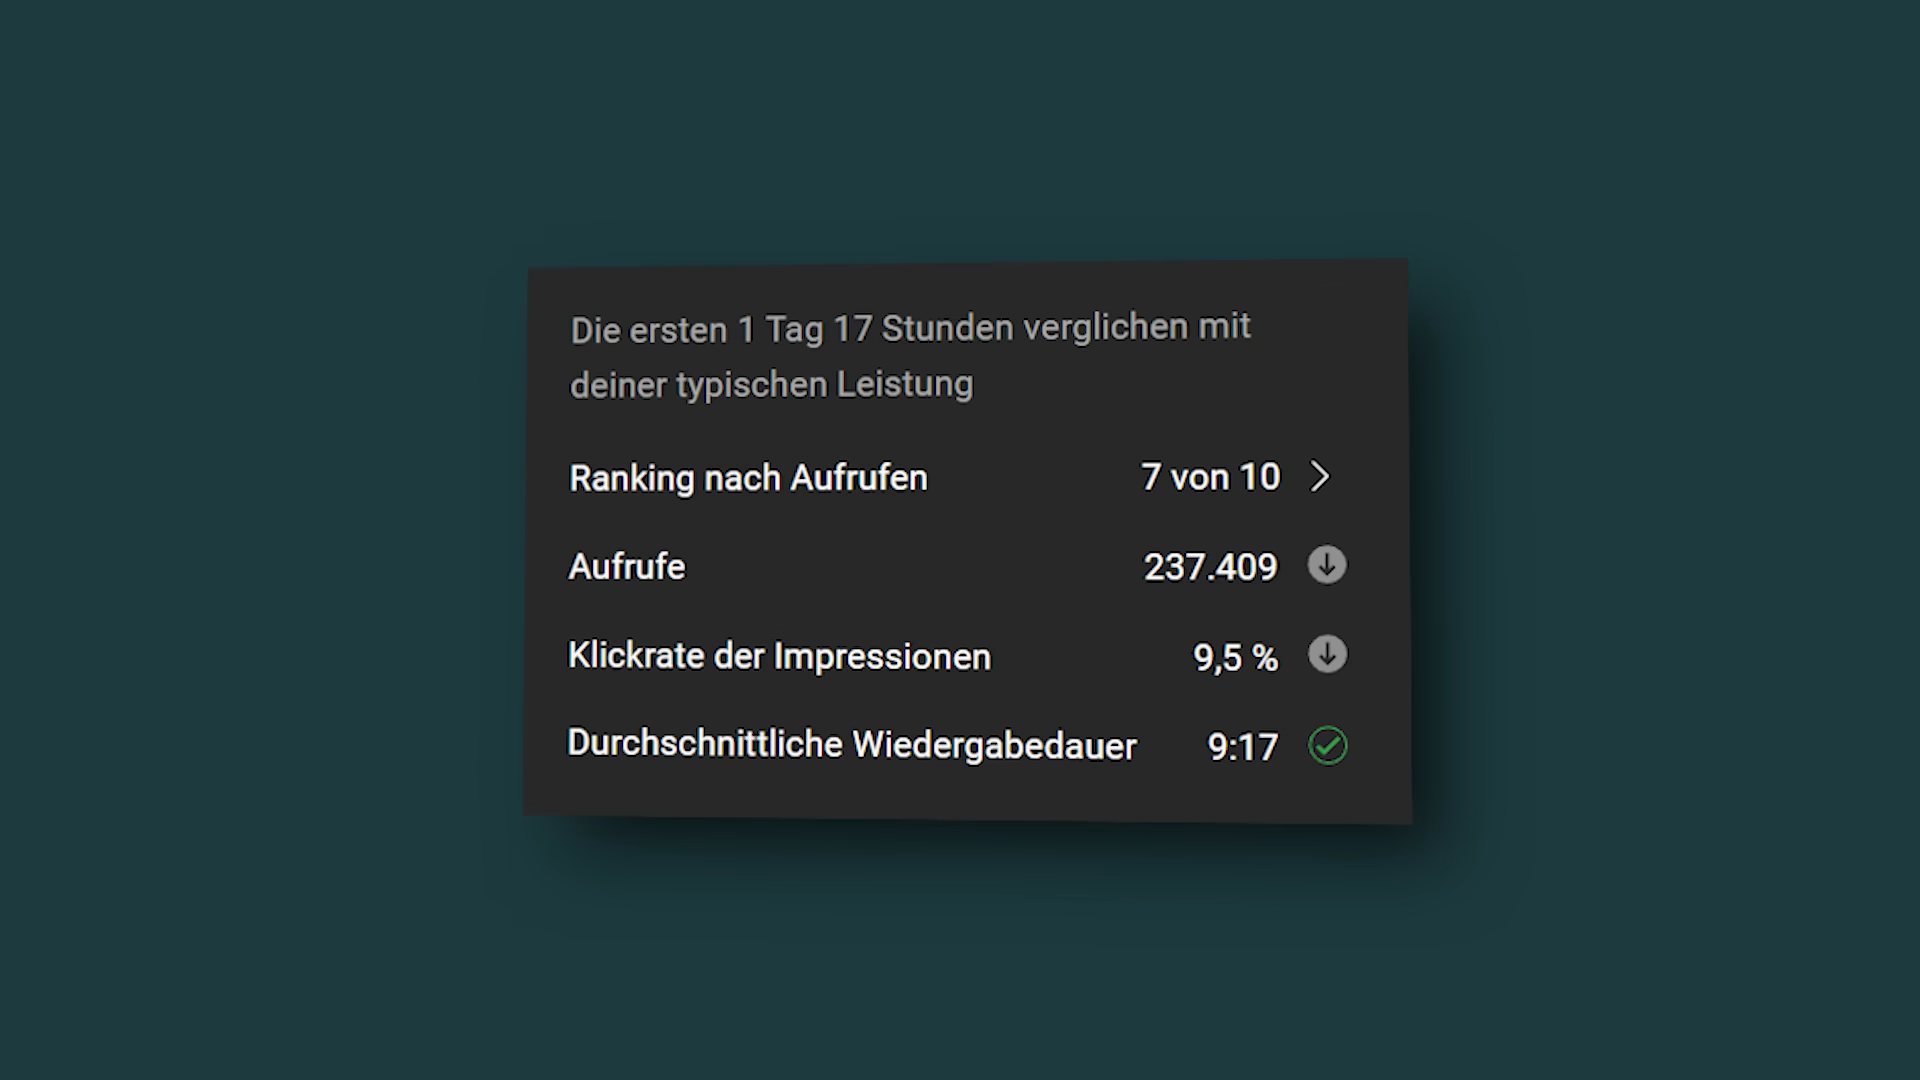 Die ersten 1 Tag 17 Stunden verglichen mit
deiner typischen Leistung
Ranking nach Aufrufen 7 von 10
Aufrufe 237.409
Klickrate der Impressionen 9,5 %
Durchschnittliche Wiedergabedauer 9:17